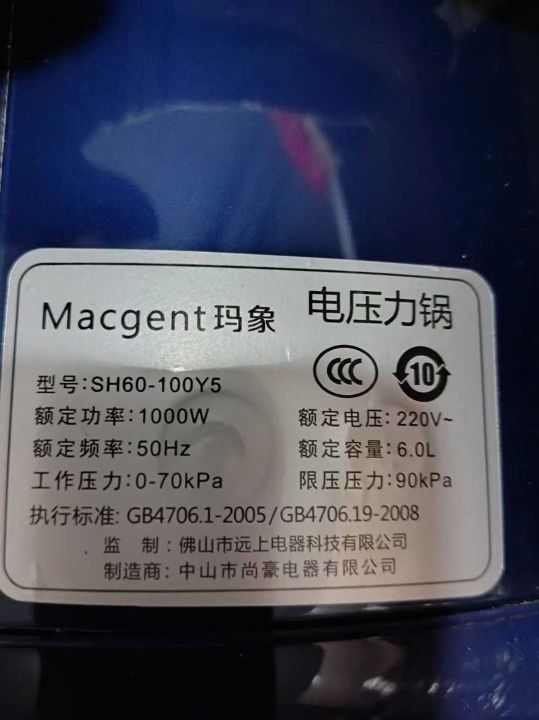 Macgent玛象 电压力锅
CCC 10
型号:SH60-100Y5
额定功率:1000W 额定电压:220V~
额定频率:50Hz 额定容量:6.0L
工作压力:0-70kPa 限压压力:90kPa
执行标准: GB4706.1-2005/GB4706.19-2008
监 制:佛山市远上电器科技有限公司
制造商:中山市尚豪电器有限公司